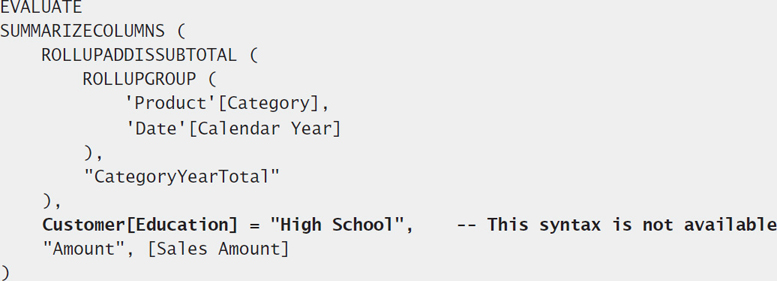 EVALUATE
SUMMARIZECOLUMNS (
    ROLLUPADDISSUBTOTAL (
        ROLLUPGROUP (
            'Product'[Category],
            'Date'[Calendar Year]
        ),
        "CategoryYearTotal"
    ),
    Customer[Education] = "High School",    -- This syntax is not available
    "Amount", [Sales Amount]
)